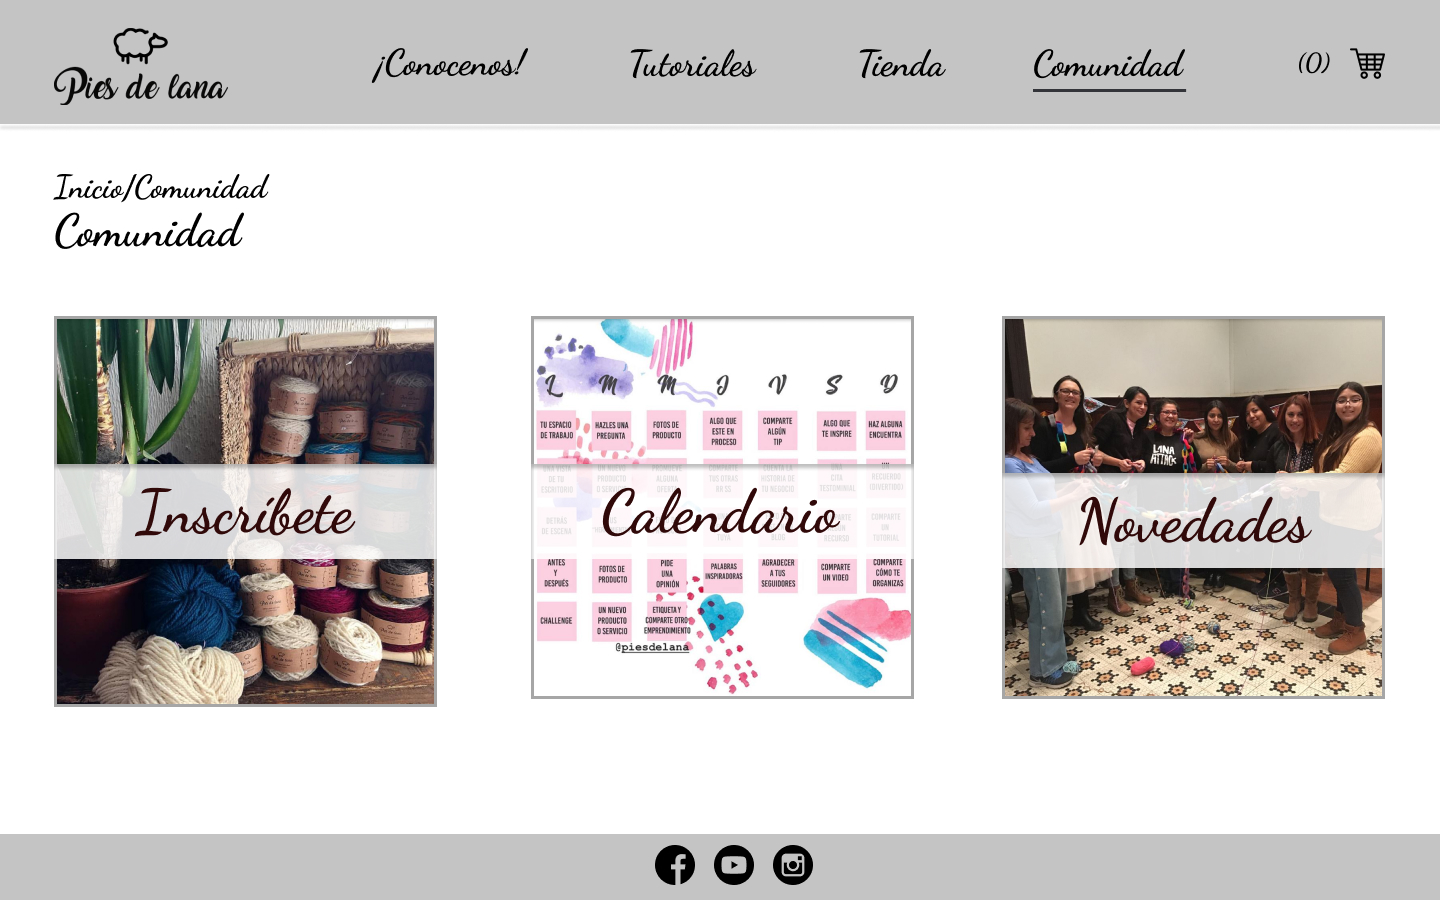 Pies de lana
¡Conocenos!
Tutoriales
Tienda
Comunidad
(0)
Inicio/Comunidad
Comunidad
Inscríbete
L M M J V S D
TU ESPACIO DE TRABAJO
HAZLES UNA PREGUNTA
FOTOS DE PRODUCTO
ALGO QUE ESTE EN PROCESO
COMPARTE ALGÚN TIP
ALGO QUE TE INSPIRE
HAZ ALGUNA ENCUENTRA
Calendario
ANTES Y DESPUÉS
FOTOS DE PRODUCTO
PIDE UNA OPINIÓN
PALABRAS INSPIRADORAS
AGRADECER A TUS SEGUIDORES
COMPARTE UN VIDEO
COMPARTE CÓMO TE ORGANIZAS
CHALLENGE
UN NUEVO PRODUCTO O SERVICIO
ETIQUETA Y COMPARTE OTRO EMPRENDIMIENTO
@piesdelana
LANA
ATTACK
Novedades